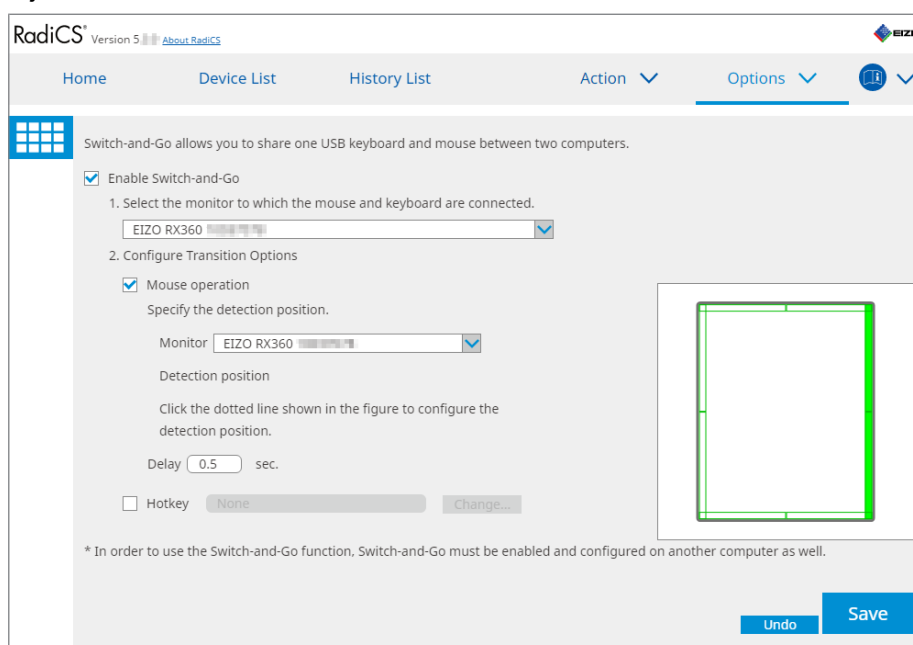 RadiCS® Version 5. About RadiCS EIZ
Home Device List History List Action Options
Switch-and-Go allows you to share one USB keyboard and mouse between two computers.
Enable Switch-and-Go
1. Select the monitor to which the mouse and keyboard are connected.
EIZO RX360
2. Configure Transition Options
Mouse operation
Specify the detection position.
Monitor EIZO RX360
Detection position
Click the dotted line shown in the figure to configure the
detection position.
Delay 0.5 sec.
Hotkey None Change...
* In order to use the Switch-and-Go function, Switch-and-Go must be enabled and configured on another computer as well.
Save
Undo